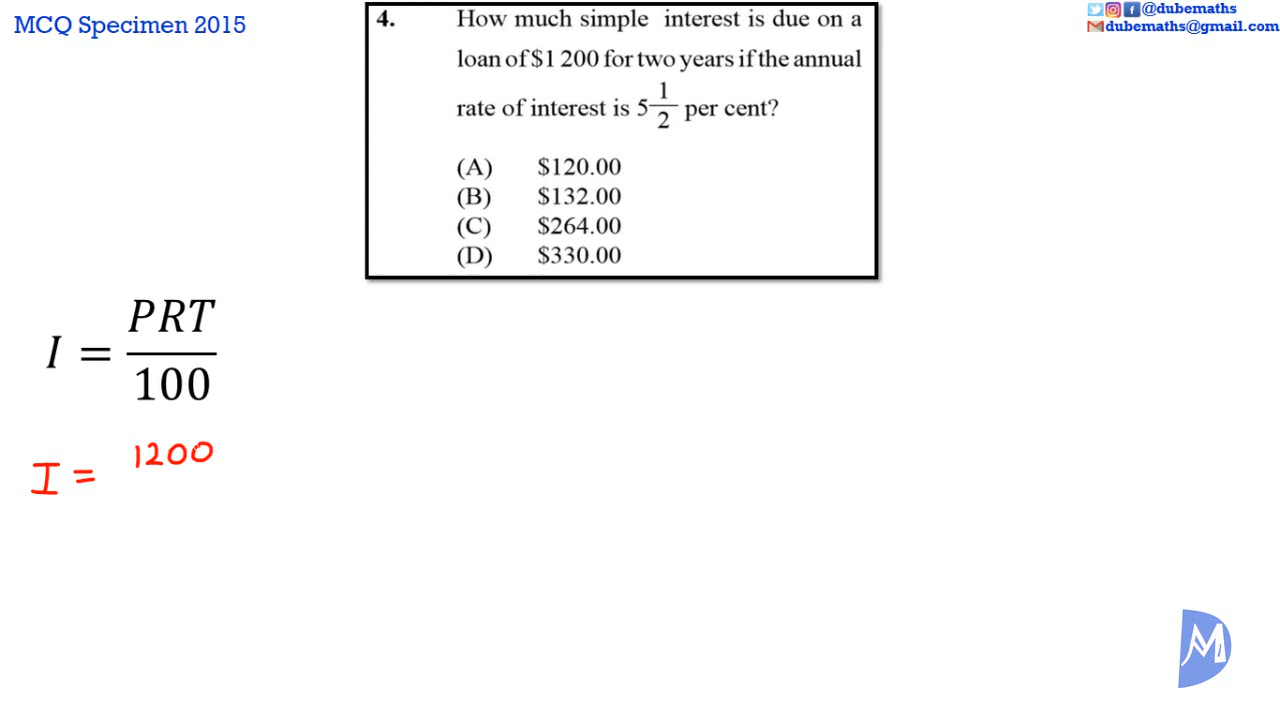 MCQ Specimen 2015
@dubemaths
dubemaths@gmail.com
4. How much simple interest is due on a
loan of $1 200 for two years if the annual
rate of interest is 5 1/2 per cent?
(A) $120.00
(B) $132.00
(C) $264.00
(D) $330.00
I = PRT/100
I = 1200
M